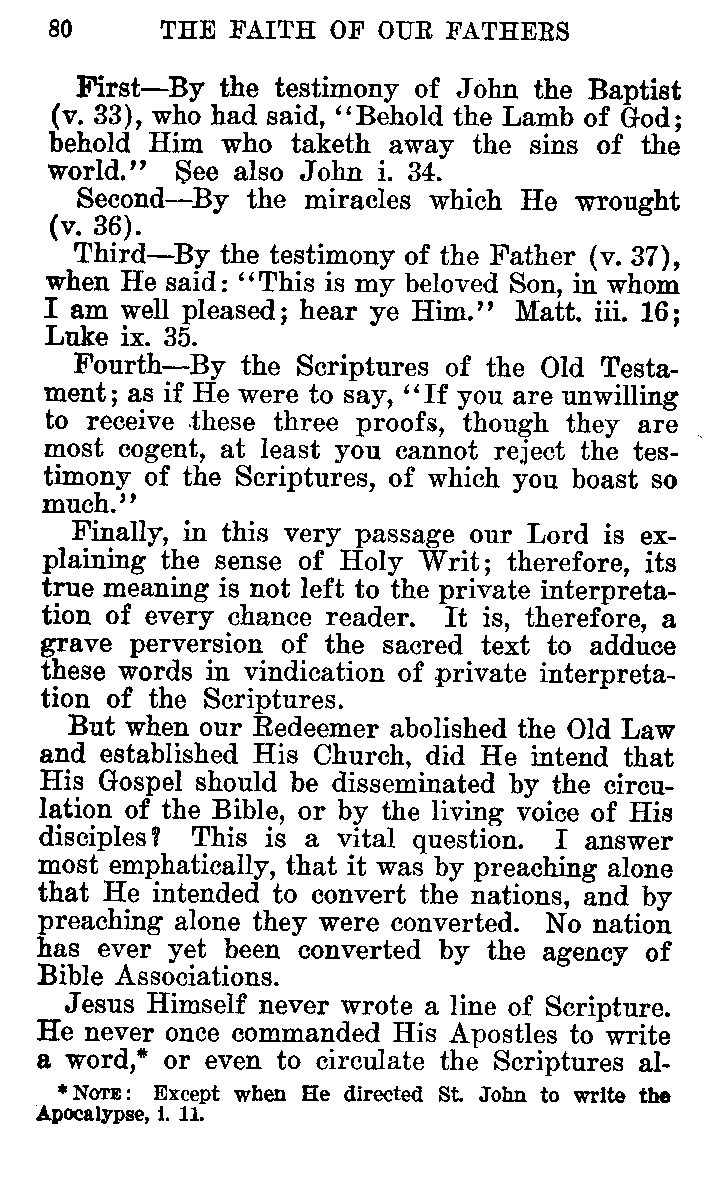 80 THE FAITH OF OUR FATHERS
First—By the testimony of John the Baptist
(v. 33), who had said, “Behold the Lamb of God;
behold Him who taketh away the sins of the
world.” See also John i. 34.
Second—By the miracles which He wrought
(v. 36).
Third—By the testimony of the Father (v. 37),
when He said: “This is my beloved Son, in whom
I am well pleased; hear ye Him.” Matt. iii. 16;
Luke ix. 35.
Fourth—By the Scriptures of the Old Testa-
ment; as if He were to say, “If you are unwilling
to receive these three proofs, though they are
most cogent, at least you cannot reject the tes-
timony of the Scriptures, of which you boast so
much.”
Finally, in this very passage our Lord is ex-
plaining the sense of Holy Writ; therefore, its
true meaning is not left to the private interpreta-
tion of every chance reader. It is, therefore, a
grave perversion of the sacred text to adduce
these words in vindication of private interpreta-
tion of the Scriptures.
But when our Redeemer abolished the Old Law
and established His Church, did He intend that
His Gospel should be disseminated by the circu-
lation of the Bible, or by the living voice of His
disciples? This is a vital question. I answer
most emphatically, that it was by preaching alone
that He intended to convert the nations, and by
preaching alone they were converted. No nation
has ever yet been converted by the agency of
Bible Associations.
Jesus Himself never wrote a line of Scripture.
He never once commanded His Apostles to write
a word,* or even to circulate the Scriptures al-
* NOTE: Except when He directed St. John to write the
Apocalypse, i. 11.